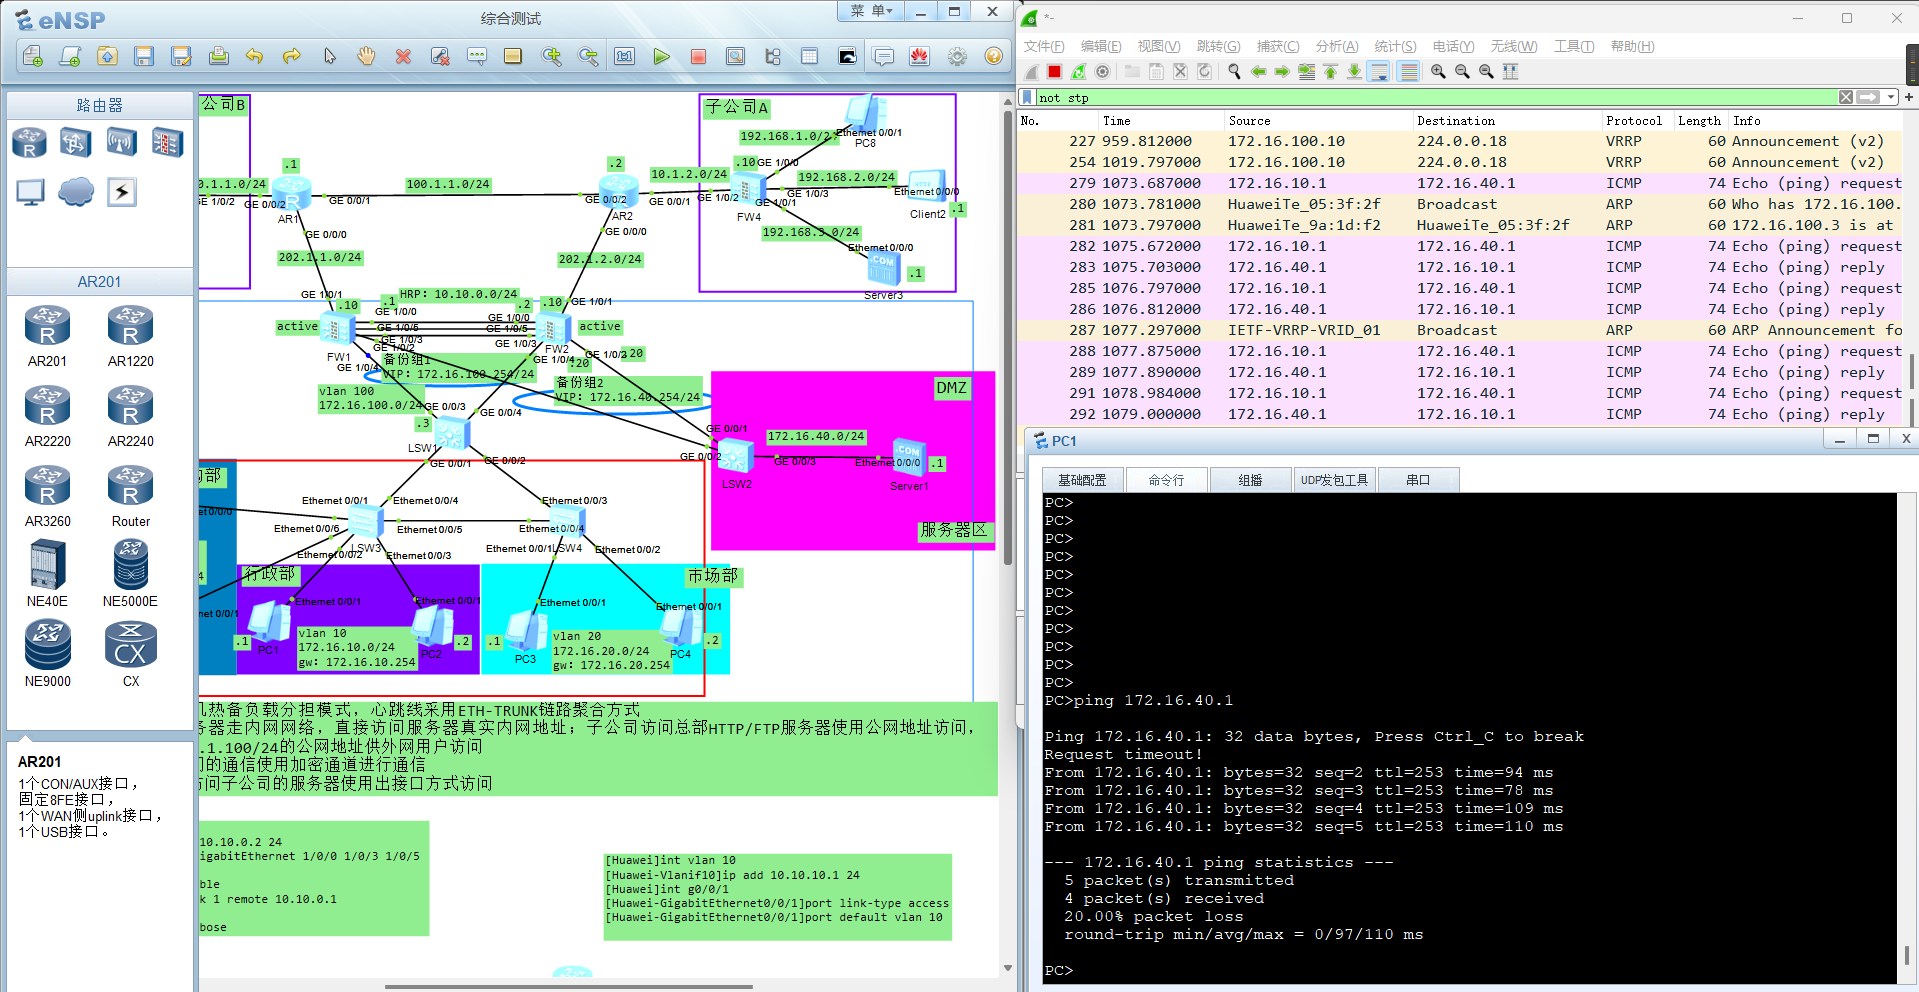 eNSP
综合测试
菜 单
路由器
AR201
AR201
AR1220
AR2220
AR2240
AR3260
Router
NE40E
NE5000E
NE9000
CX
AR201
1个CON/AUX接口，
固定8FE接口，
1个WAN侧uplink接口，
1个USB接口。
公司B
子公司A
192.168.1.0/24
Ethernet 0/0/1
PC8
.1
.2
10.1.2.0/24
.10
GE 1/0/0
192.168.2.0/24
0.1.1.0/24
100.1.1.0/24
GE 1/0/2
GE 0/0/2
GE 0/0/1
AR1
GE 0/0/2
GE 0/0/1
AR2
GE 1/0/2
GE 1/0/1
GE 1/0/3
FW4
Ethernet 0/0/0
Client2
.1
GE 0/0/0
GE 0/0/0
192.168.3.0/24
Ethernet 0/0/0
202.1.1.0/24
202.1.2.0/24
.1
Server3
GE 1/0/1
HRP: 10.10.0.0/24
GE 1/0/1
.10
.1
GE 1/0/0
.2
.10
GE 1/0/0
active
GE 1/0/5
GE 1/0/5
active
GE 1/0/3
GE 1/0/3
GE 1/0/2
FW1
FW2
GE 1/0/2
.20
GE 1/0/4
备份组1
GE 1/0/4
.20
VIP: 172.16.100.254/24
vlan 100
172.16.100.0/24
备份组2
VIP: 172.16.40.254/24
DMZ
GE 0/0/3
GE 0/0/4
.3
LSW1
GE 0/0/1
GE 0/0/2
GE 0/0/1
172.16.40.0/24
GE 0/0/2
GE 0/0/3
Ethernet 0/0/0
.1
LSW2
Server1
服务器区
Ethernet 0/0/1
Ethernet 0/0/4
Ethernet 0/0/3
Ethernet 0/0/6
Ethernet 0/0/5
Ethernet 0/0/4
LSW3
Ethernet 0/0/2
Ethernet 0/0/3
Ethernet 0/0/1
LSW4
Ethernet 0/0/2
行政部
市场部
Ethernet 0/0/1
Ethernet 0/0/1
Ethernet 0/0/1
Ethernet 0/0/1
.1
PC1
vlan 10
172.16.10.0/24
gw: 172.16.10.254
PC2
.2
.1
PC3
vlan 20
172.16.20.0/24
gw: 172.16.20.254
PC4
.2
几热备负载分担模式，心跳线采用ETH-TRUNK链路聚合方式
务器走内网网络，直接访问服务器真实内网地址；子公司访问总部HTTP/FTP服务器使用公网地址访问，
.1.100/24的公网地址供外网用户访问
间的通信使用加密通道进行通信
访问子公司的服务器使用出接口方式访问
10.10.0.2 24
igabitEthernet 1/0/0 1/0/3 1/0/5
ble
k 1 remote 10.10.0.1
bose
[Huawei]int vlan 10
[Huawei-Vlanif10]ip add 10.10.10.1 24
[Huawei]int g0/0/1
[Huawei-GigabitEthernet0/0/1]port link-type access
[Huawei-GigabitEthernet0/0/1]port default vlan 10
文件(F) 编辑(E) 视图(V) 跳转(G) 捕获(C) 分析(A) 统计(S) 电话(Y) 无线(W) 工具(T) 帮助(H)
not stp
No. Time Source Destination Protocol Length Info
227 959.812000 172.16.100.10 224.0.0.18 VRRP 60 Announcement (v2)
254 1019.797000 172.16.100.10 224.0.0.18 VRRP 60 Announcement (v2)
279 1073.687000 172.16.10.1 172.16.40.1 ICMP 74 Echo (ping) request
280 1073.781000 HuaweiTe_05:3f:2f Broadcast ARP 60 Who has 172.16.100.
281 1073.797000 HuaweiTe_9a:1d:f2 HuaweiTe_05:3f:2f ARP 60 172.16.100.3 is at
282 1075.672000 172.16.10.1 172.16.40.1 ICMP 74 Echo (ping) request
283 1075.703000 172.16.40.1 172.16.10.1 ICMP 74 Echo (ping) reply
285 1076.797000 172.16.10.1 172.16.40.1 ICMP 74 Echo (ping) request
286 1076.812000 172.16.40.1 172.16.10.1 ICMP 74 Echo (ping) reply
287 1077.297000 IETF-VRRP-VRID_01 Broadcast ARP 60 ARP Announcement fo
288 1077.875000 172.16.10.1 172.16.40.1 ICMP 74 Echo (ping) request
289 1077.890000 172.16.40.1 172.16.10.1 ICMP 74 Echo (ping) reply
291 1078.984000 172.16.10.1 172.16.40.1 ICMP 74 Echo (ping) request
292 1079.000000 172.16.40.1 172.16.10.1 ICMP 74 Echo (ping) reply
PC1
基础配置 命令行 组播 UDP发包工具 串口
PC>
PC>
PC>
PC>
PC>
PC>
PC>
PC>
PC>
PC>
PC>
PC>ping 172.16.40.1
Ping 172.16.40.1: 32 data bytes, Press Ctrl_C to break
Request timeout!
From 172.16.40.1: bytes=32 seq=2 ttl=253 time=94 ms
From 172.16.40.1: bytes=32 seq=3 ttl=253 time=78 ms
From 172.16.40.1: bytes=32 seq=4 ttl=253 time=109 ms
From 172.16.40.1: bytes=32 seq=5 ttl=253 time=110 ms
--- 172.16.40.1 ping statistics ---
5 packet(s) transmitted
4 packet(s) received
20.00% packet loss
round-trip min/avg/max = 0/97/110 ms
PC>